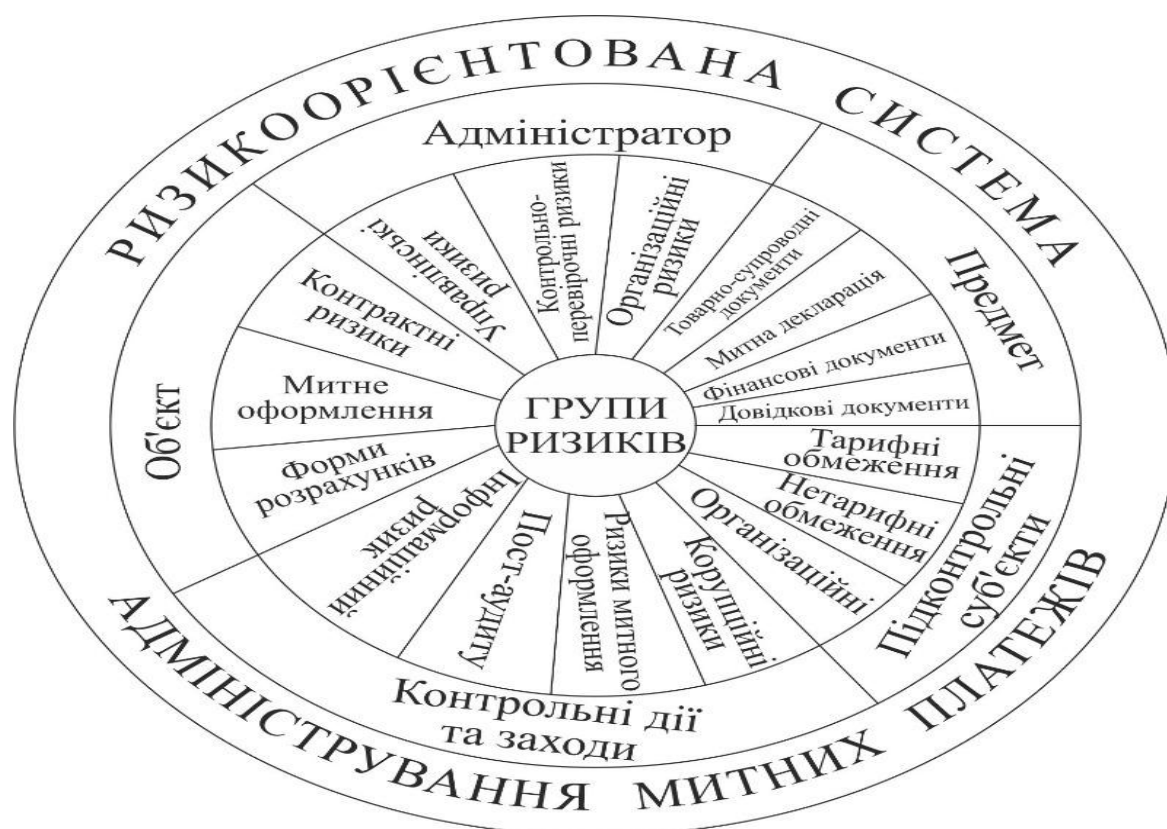 РИЗИКООРІЄНТОВАНА СИСТЕМА
АДМІНІСТРУВАННЯ МИТНИХ ПЛАТЕЖІВ
Адміністратор
Управлінські
ризики
Контрольно-
перевірочні ризики
Організаційні
ризики
Предмет
Товарно-супроводні
документи
Митна декларація
Фінансові документи
Довідкові документи
Підконтрольні
суб'єкти
Тарифні
обмеження
Нетарифні
обмеження
Організаційні
Контрольні дії
та заходи
Корупційні
ризики
Ризики митного
оформлення
Пост-аудиту
Інформаційний
ризик
Об'єкт
Форми
розрахунків
Митне
оформлення
Контрактні
ризики
ГРУПИ
РИЗИКІВ